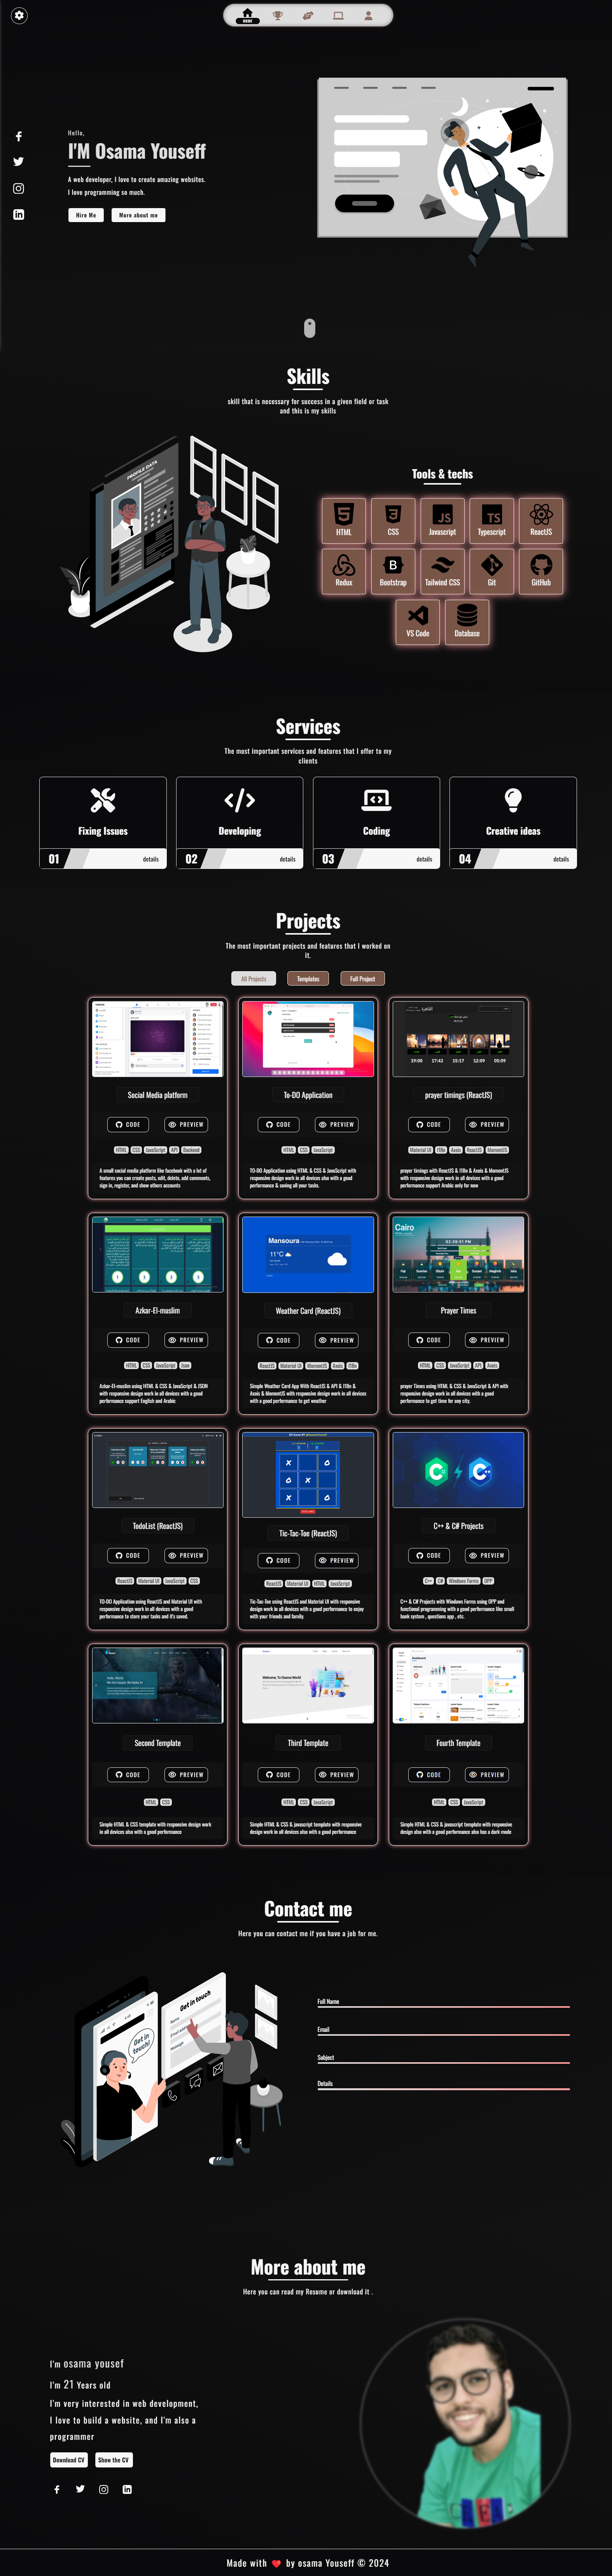 HOME
Hello,
I'M Osama Youseff
A web developer, I love to create amazing websites.
I love programming so much.
Hire Me
More about me
Skills
skill that is necessary for success in a given field or task
and this is my skills
PROFILE DATA
Tools & techs
HTML
CSS
Javascript
Typescript
ReactJS
Redux
Bootstrap
Tailwind CSS
Git
GitHub
VS Code
Database
Services
The most important services and features that I offer to my
clients
Fixing Issues
01
details
Developing
02
details
Coding
03
details
Creative ideas
04
details
Projects
The most important projects and features that I worked on
it.
All Projects
Templates
Full Project
Social Media platform
CODE
PREVIEW
HTML CSS JavaScript API Backend
A small social media platform like facebook with a lot of
features you can create posts, edit, delete, add comments,
sign in, register, and show others accounts
To-DO Application
CODE
PREVIEW
HTML CSS JavaScript
TO-DO Application using HTML & CSS & JavaScript with
responsive design work in all devices also with a good
performance & saving all your tasks.
19:00 17:42 15:17 12:09 05:09
prayer timings (ReactJS)
CODE
PREVIEW
Material UI I18n Axois ReactJS MomentJS
prayer timings with ReactJS & I18n & Axois & MomentJS
with responsive design work in all devices with a good
performance support Arabic only for now
Azkar-El-muslim
CODE
PREVIEW
HTML CSS JavaScript Json
Azkar-El-muslim using HTML & CSS & JavaScript & JSON
with responsive design work in all devices with a good
performance support English and Arabic
Mansoura
11°C
Weather Card (ReactJS)
CODE
PREVIEW
ReactJS Material UI MomentJS Axois I18n
Simple Weather Card App With ReactJS & API & I18n &
Axois & MomentJS with responsive design work in all devices
with a good performance to get weather
Cairo
Prayer Times
CODE
PREVIEW
HTML CSS JavaScript API Axois
prayer Times using HTML & CSS & JavaScript & API with
responsive design work in all devices with a good
performance to get time for any city.
TodoList (ReactJS)
CODE
PREVIEW
ReactJS Material UI JavaScript CSS
TO-DO Application using ReactJS and Material UI with
responsive design work in all devices with a good
performance to store your tasks and it's saved.
X O
O X
X O
Tic-Tac-Toe (ReactJS)
CODE
PREVIEW
ReactJS Material UI HTML JavaScript
Tic-Tac-Toe using ReactJS and Material UI with responsive
design work in all devices with a good performance to enjoy
with your friends and family.
C++ & C# Projects
CODE
PREVIEW
C++ C# Windows Forms OPP
C++ & C# Projects with Windows Forms using OPP and
functional programming with a good performance like small
bank system , questions app , etc.
Second Template
CODE
PREVIEW
HTML CSS
Simple HTML & CSS template with responsive design work
in all devices also with a good performance
Welcome, To Osama World
Third Template
CODE
PREVIEW
HTML CSS JavaScript
Simple HTML & CSS & javascript template with responsive
design work in all devices also with a good performance
Fourth Template
CODE
PREVIEW
HTML CSS JavaScript
Simple HTML & CSS & javascript template with responsive
design also with a good performance also has a dark mode
Contact me
Here you can contact me if you have a job for me.
Get in touch
Get in
touch!
Full Name
Email
Subject
Details
More about me
Here you can read my Resume or download it .
I'm osama yousef
I'm 21 Years old
I'm very interested in web development,
I love to build a website, and I'm also a
programmer
Download CV
Show the CV
Made with ❤ by osama Youseff © 2024